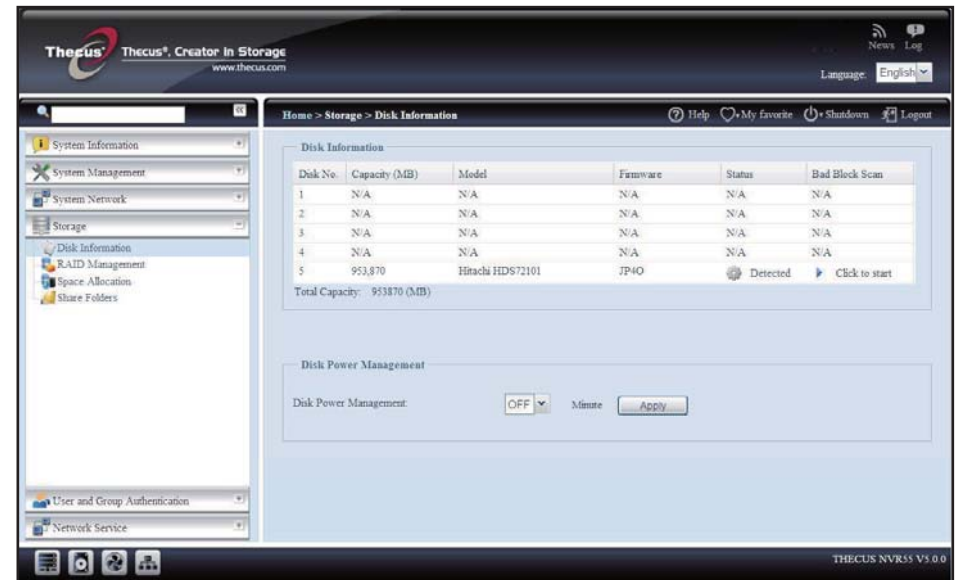 Thecus®
Thecus®, Creator in Storage
www.thecus.com
News Log
Language: English
Home > Storage > Disk Information
Help My favorite Shutdown Logout
System Information
System Management
System Network
Storage
Disk Information
RAID Management
Space Allocation
Share Folders
User and Group Authentication
Network Service
Disk Information
Disk No. Capacity (MB) Model Firmware Status Bad Block Scan
1 N/A N/A N/A N/A N/A
2 N/A N/A N/A N/A N/A
3 N/A N/A N/A N/A N/A
4 N/A N/A N/A N/A N/A
5 953,870 Hitachi HDS72101 JP4O Detected Click to start
Total Capacity: 953870 (MB)
Disk Power Management
Disk Power Management: OFF Minute Apply
THECUS NVR55 V5.0.0